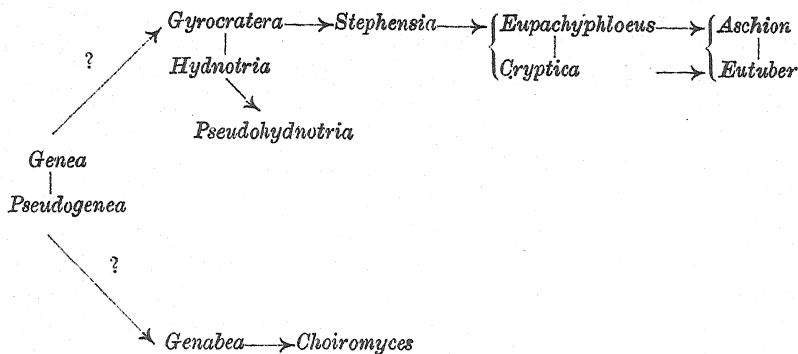 Gyrocratera Stephensia Eupachyphloeus Aschion
?
Hydnotria Cryptica Eutuber
Pseudohydnotria
Genea
Pseudogenea
?
Genabea Choiromyces